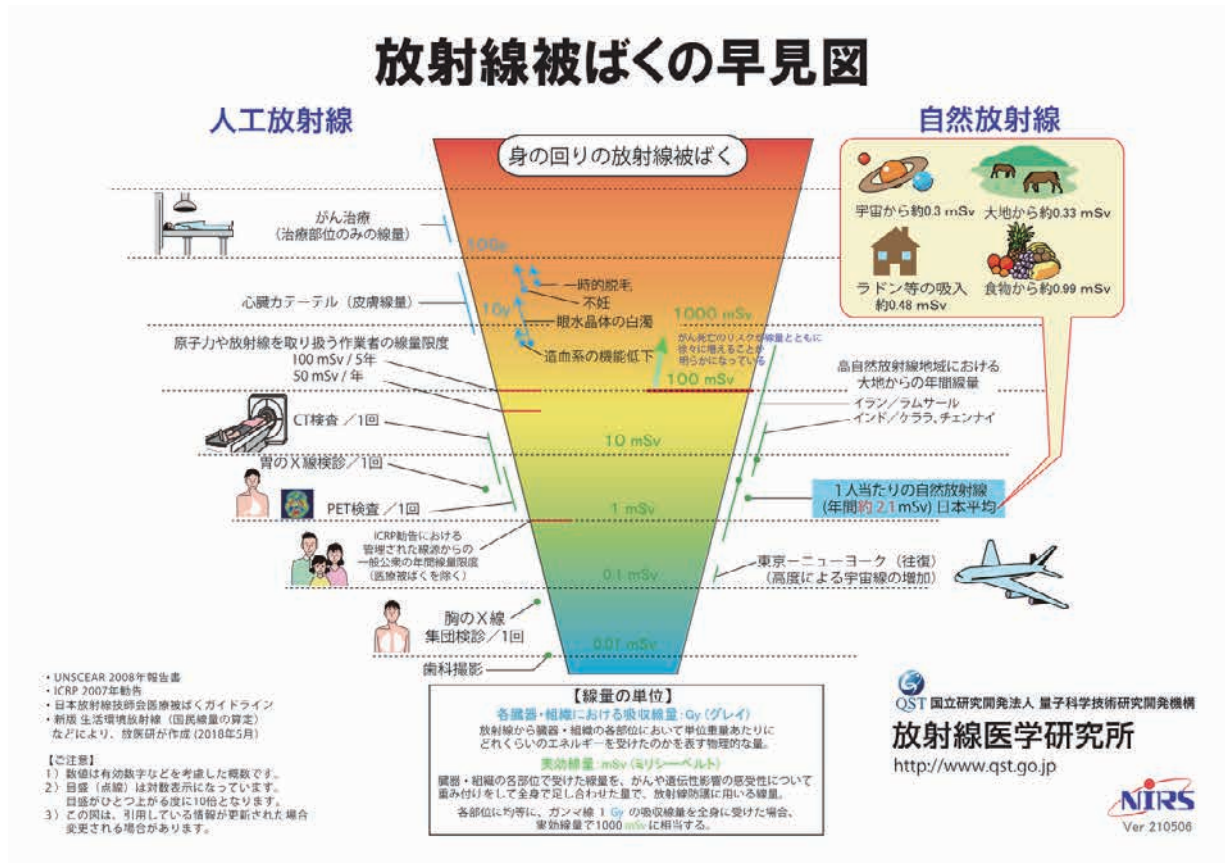 放射線被ばくの早見図
人工放射線
自然放射線
身の回りの放射線被ばく
がん治療
(治療部位のみの線量)
10Gy
心臓カテーテル(皮膚線量)
1Gy
一時的脱毛
不妊
眼水晶体の白濁
造血系の機能低下
1000 mSv
がん死亡のリスクが線量とともに
徐々に増えることが
明らかになっている
100 mSv
原子力や放射線を取り扱う作業者の線量限度
100 mSv / 5年
50 mSv / 年
CT検査 /1回
10 mSv
胃のX線検診/1回
PET検査 /1回
1 mSv
ICRP勧告における
管理された線源からの
一般公衆の年間線量限度
(医療被ばくを除く)
0.1 mSv
胸のX線
集団検診/1回
0.01 mSv
歯科撮影
宇宙から約0.3 mSv
大地から約0.33 mSv
ラドン等の吸入
約0.48 mSv
食物から約0.99 mSv
高自然放射線地域における
大地からの年間線量
イラン/ラムサール
インド/ケララ、チェンナイ
1人当たりの自然放射線
(年間約2.1mSv) 日本平均
東京ーニューヨーク(往復)
(高度による宇宙線の増加)
・UNSCEAR 2008年報告書
・ICRP 2007年勧告
・日本放射線技師会医療被ばくガイドライン
・新版 生活環境放射線(国民線量の算定)
などにより、放医研が作成(2018年5月)
【ご注意】
1)数値は有効数字などを考慮した概数です。
2)目盛(点線)は対数表示になっています。
目盛がひとつ上がる度に10倍となります。
3)この図は、引用している情報が更新された場合
変更される場合があります。
【線量の単位】
各臓器・組織における吸収線量:Gy(グレイ)
放射線から臓器・組織の各部位において単位重量あたりに
どれくらいのエネルギーを受けたのかを表す物理的な量。
実効線量:mSv(ミリシーベルト)
臓器・組織の各部位で受けた線量を、がんや遺伝性影響の感受性について
重み付けをして全身で足し合わせた量で、放射線防護に用いる線量。
各部位に均等に、ガンマ線 1 Gy の吸収線量を全身に受けた場合、
実効線量で1000 mSvに相当する。
QST 国立研究開発法人 量子科学技術研究開発機構
放射線医学研究所
http://www.qst.go.jp
NIRS
Ver 210506